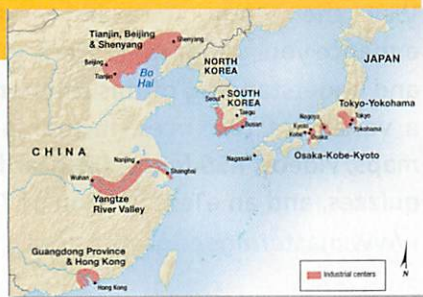 Tianjin, Beijing
& Shenyang
Shenyang
Beijing
Tianjin
Bo
Hai
NORTH
KOREA
JAPAN
Seoul
SOUTH
KOREA
Taegu
Busan
Tokyo-Yokohama
Nagoya
Tokyo
Kyoto
Kobe
Osaka
Yokohama
Nagasaki
Osaka-Kobe-Kyoto
CHINA
Nanjing
Shanghai
Wuhan
Yangtze
River Valley
Guangdong Province
& Hong Kong
Hong Kong
Industrial centers
N